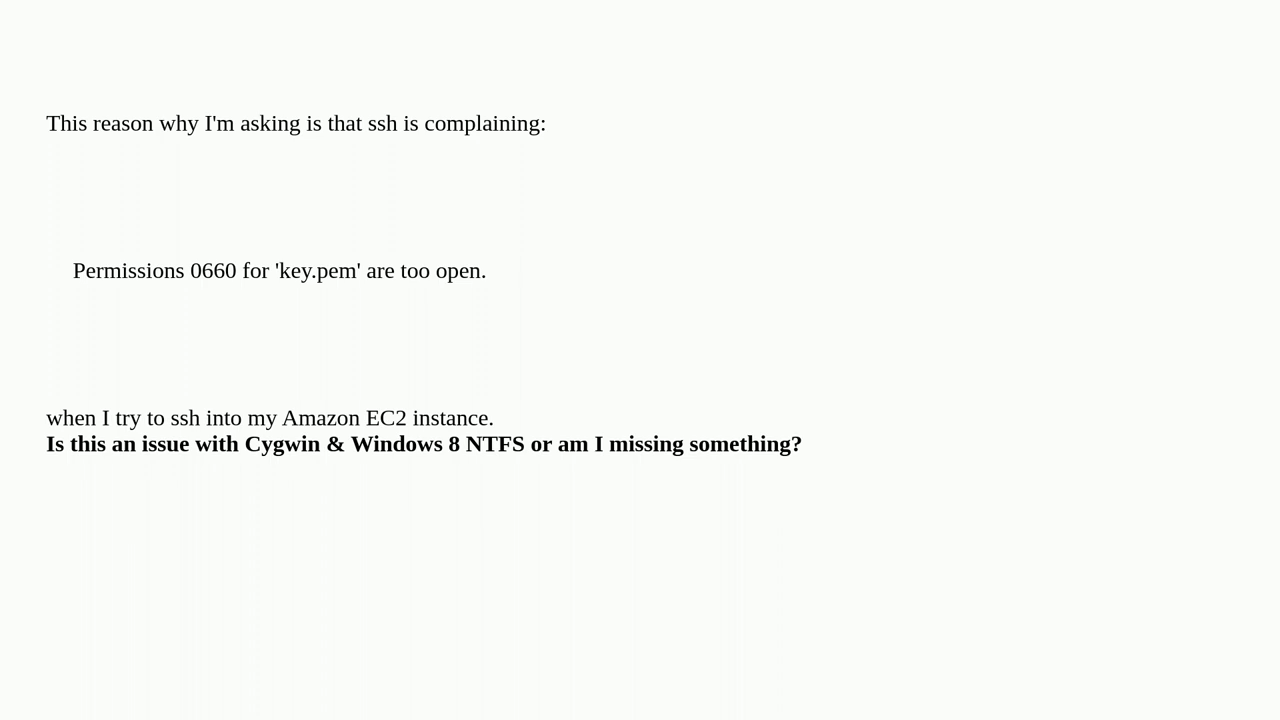 This reason why I'm asking is that ssh is complaining:
Permissions 0660 for 'key.pem' are too open.
when I try to ssh into my Amazon EC2 instance.
Is this an issue with Cygwin & Windows 8 NTFS or am I missing something?